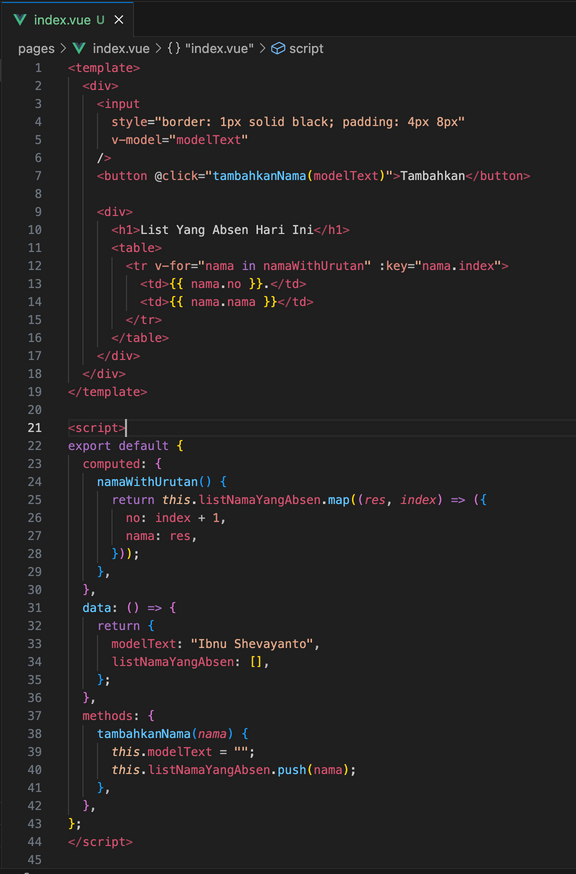 index.vue U
pages > index.vue > {} "index.vue" > script
1 <template>
2   <div>
3     <input
4       style="border: 1px solid black; padding: 4px 8px"
5       v-model="modelText"
6     />
7     <button @click="tambahkanNama(modelText)">Tambahkan</button>
8
9     <div>
10       <h1>List Yang Absen Hari Ini</h1>
11       <table>
12         <tr v-for="nama in namaWithUrutan" :key="nama.index">
13           <td>{{ nama.no }}.</td>
14           <td>{{ nama.nama }}</td>
15         </tr>
16       </table>
17     </div>
18   </div>
19 </template>
20
21 <script>
22 export default {
23   computed: {
24     namaWithUrutan() {
25       return this.listNamaYangAbsen.map((res, index) => ({
26         no: index + 1,
27         nama: res,
28       }));
29     },
30   },
31   data: () => {
32     return {
33       modelText: "Ibnu Shevayanto",
34       listNamaYangAbsen: [],
35     };
36   },
37   methods: {
38     tambahkanNama(nama) {
39       this.modelText = "";
40       this.listNamaYangAbsen.push(nama);
41     },
42   },
43 };
44 </script>
45